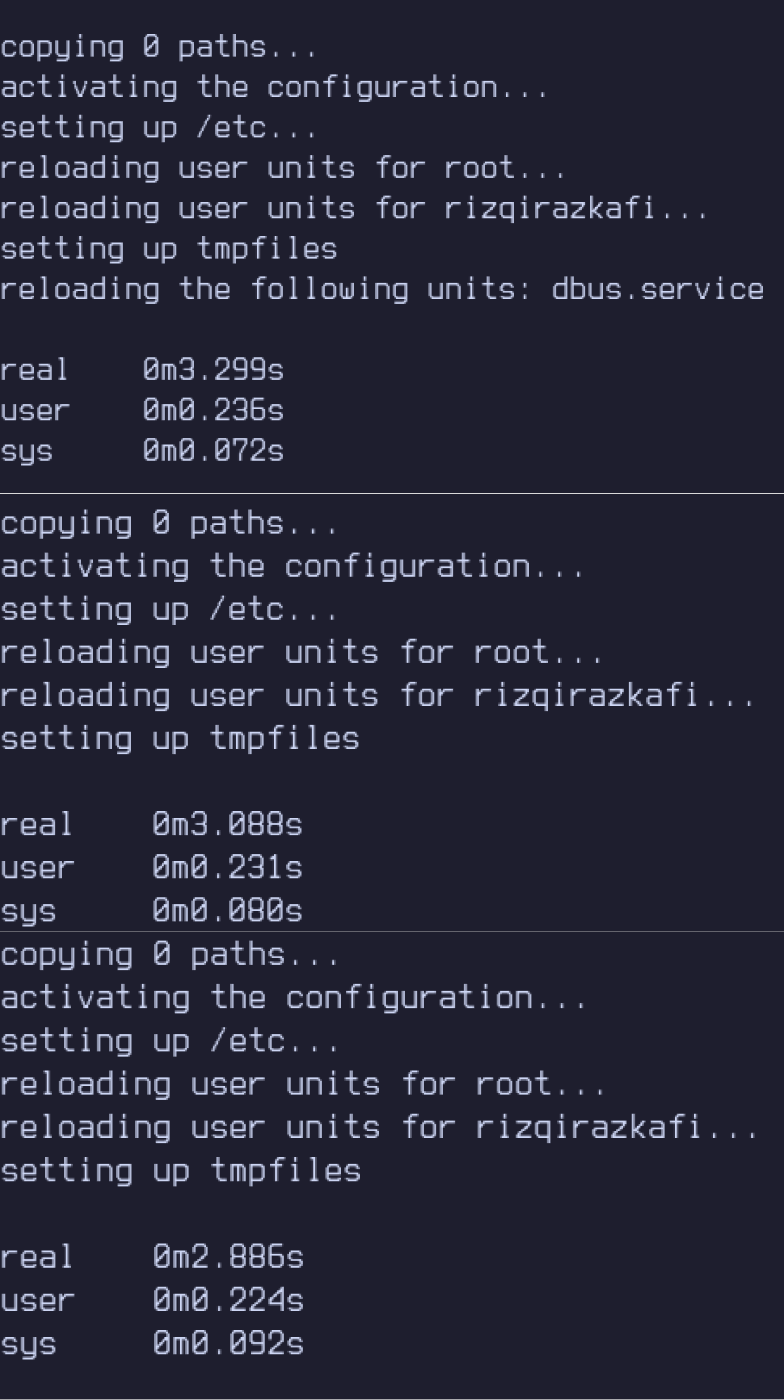 copying 0 paths...
activating the configuration...
setting up /etc...
reloading user units for root...
reloading user units for rizqirazkafi...
setting up tmpfiles
reloading the following units: dbus.service
real 0m3.299s
user 0m0.236s
sys 0m0.072s
copying 0 paths...
activating the configuration...
setting up /etc...
reloading user units for root...
reloading user units for rizqirazkafi...
setting up tmpfiles
real 0m3.088s
user 0m0.231s
sys 0m0.080s
copying 0 paths...
activating the configuration...
setting up /etc...
reloading user units for root...
reloading user units for rizqirazkafi...
setting up tmpfiles
real 0m2.886s
user 0m0.224s
sys 0m0.092s